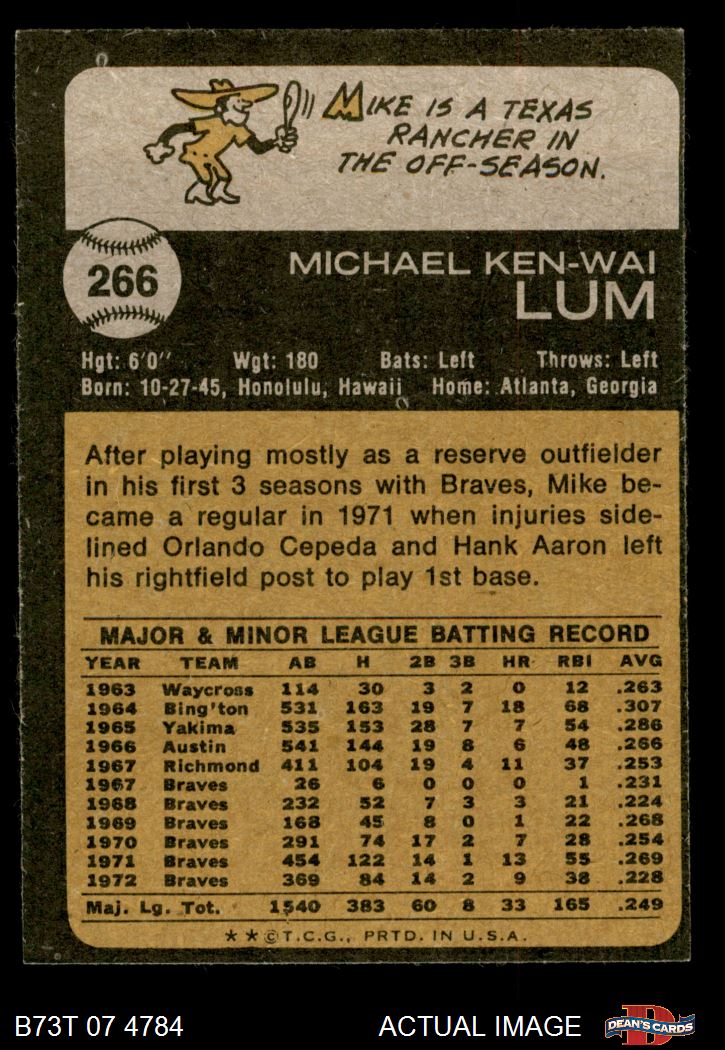 MIKE IS A TEXAS
RANCHER IN
THE OFF-SEASON.
266
MICHAEL KEN-WAI
LUM
Hgt: 6'0" Wgt: 180 Bats: Left Throws: Left
Born: 10-27-45, Honolulu, Hawaii Home: Atlanta, Georgia
After playing mostly as a reserve outfielder
in his first 3 seasons with Braves, Mike be-
came a regular in 1971 when injuries side-
lined Orlando Cepeda and Hank Aaron left
his rightfield post to play 1st base.
MAJOR & MINOR LEAGUE BATTING RECORD
YEAR TEAM AB H 2B 3B HR RBI AVG
1963 Waycross 114 30 3 2 0 12 .263
1964 Bing'ton 531 163 19 7 18 68 .307
1965 Yakima 535 153 28 7 7 54 .286
1966 Austin 541 144 19 8 6 48 .266
1967 Richmond 411 104 19 4 11 37 .253
1967 Braves 26 6 0 0 0 1 .231
1968 Braves 232 52 7 3 3 21 .224
1969 Braves 168 45 8 0 1 22 .268
1970 Braves 291 74 17 2 7 28 .254
1971 Braves 454 122 14 1 13 55 .269
1972 Braves 369 84 14 2 9 38 .228
Maj. Lg. Tot. 1540 383 60 8 33 165 .249
★ ★ © T.C.G., PRTD. IN U.S.A.
B73T 07 4784 ACTUAL IMAGE
DEAN'S CARDS